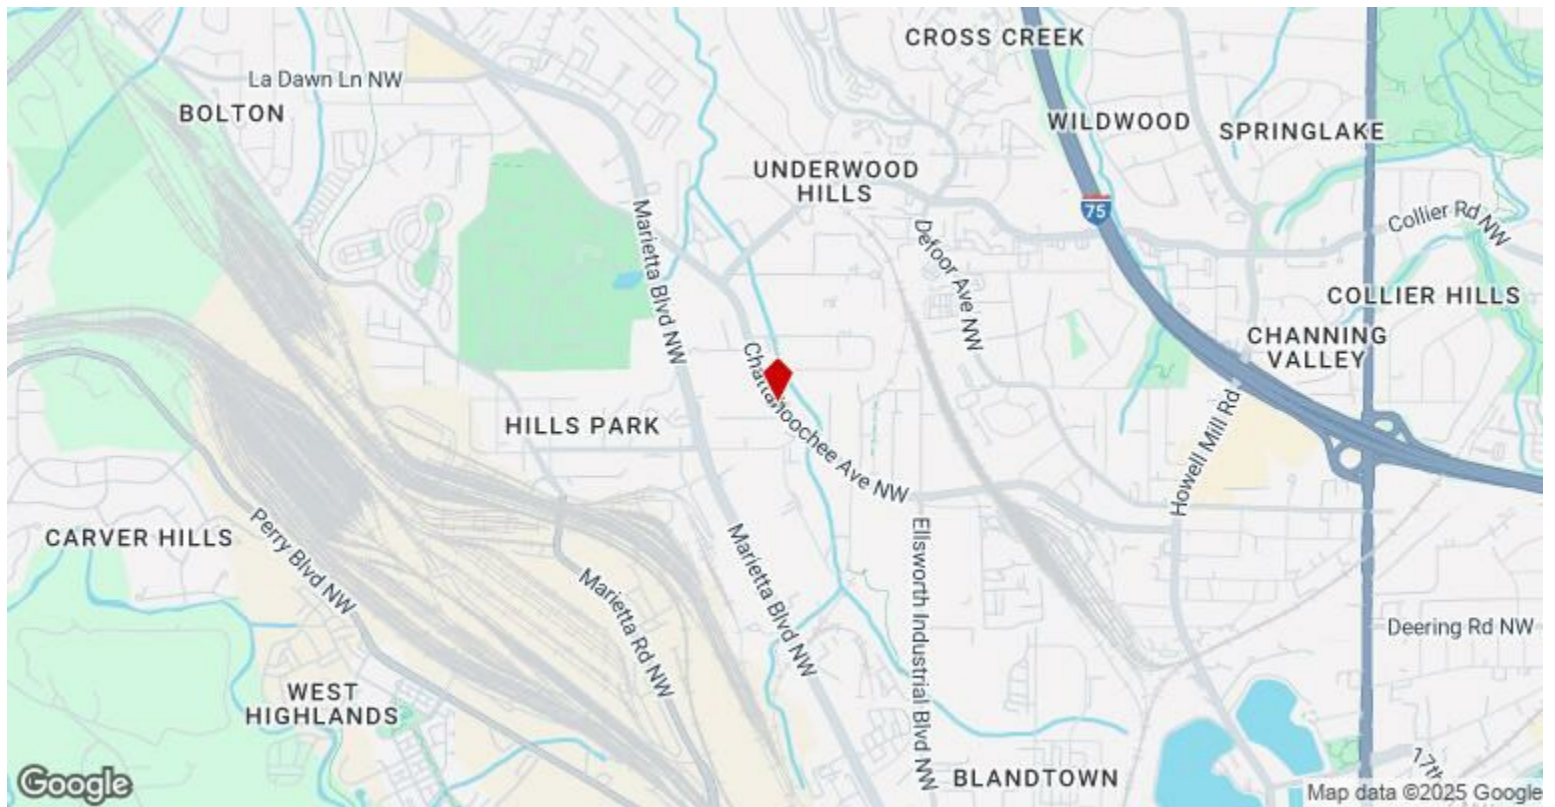 CROSS CREEK
La Dawn Ln NW
BOLTON
WILDWOOD
SPRINGLAKE
UNDERWOOD
HILLS
75
Collier Rd NW
Marietta Blvd NW
Defoor Ave NW
COLLIER HILLS
CHANNING
VALLEY
Chattahoochee Ave NW
HILLS PARK
Howell Mill Rd
CARVER HILLS
Perry Blvd NW
Marietta Rd NW
Marietta Blvd NW
Ellsworth Industrial Blvd NW
Deering Rd NW
WEST
HIGHLANDS
BLANDTOWN
17th
Google
Map data ©2025 Google